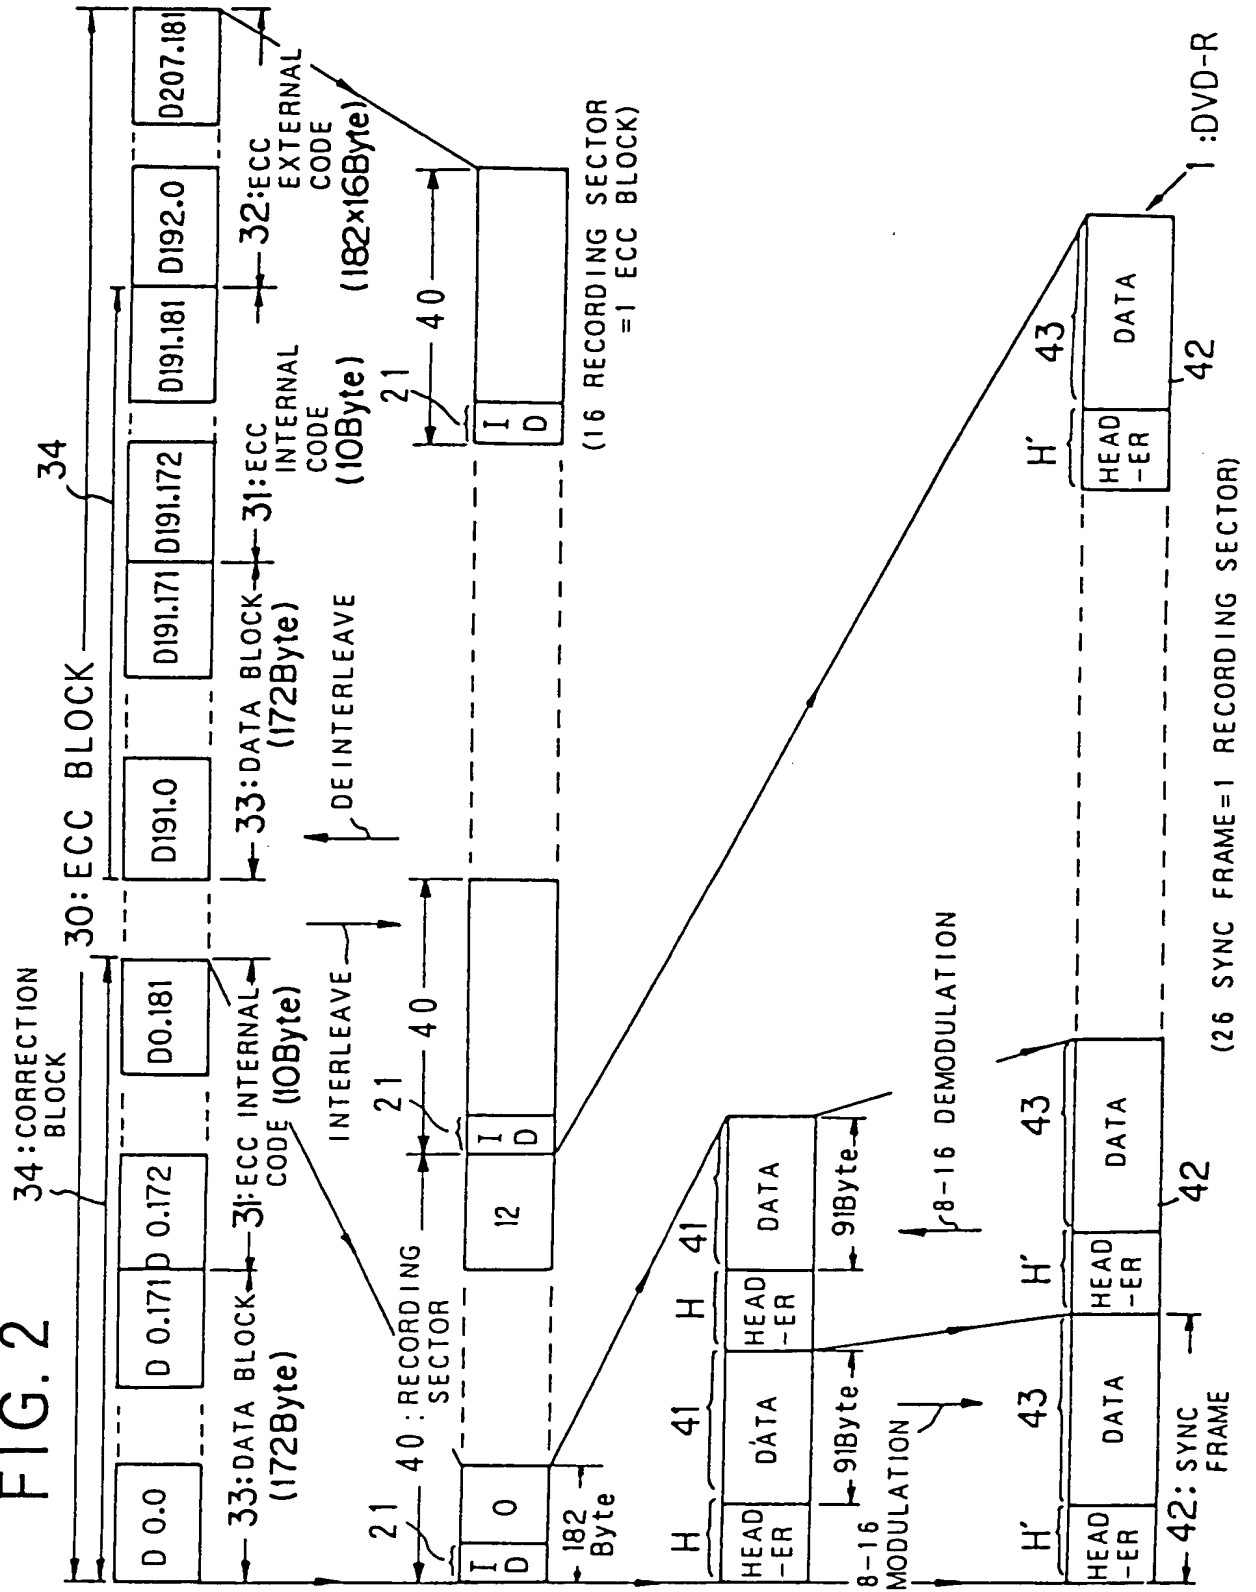 FIG. 2
34:CORRECTION
BLOCK
30:ECC BLOCK
34
D 0.0
D 0.171
D 0.172
D0.181
D191.0
D191.171
D191.172
D191.181
D192.0
D207.181
33:DATA BLOCK
(172Byte)
31:ECC INTERNAL
CODE (10Byte)
33:DATA BLOCK
(172Byte)
31:ECC
INTERNAL
CODE
(10Byte)
32:ECC
EXTERNAL
CODE
(182×16Byte)
INTERLEAVE
DEINTERLEAVE
21
40:RECORDING
SECTOR
21
40
21
40
I
D
0
12
I
D
I
D
182
Byte
(16 RECORDING SECTOR
=1 ECC BLOCK)
H
41
H
41
HEAD
-ER
DATA
HEAD
-ER
DATA
91Byte
91Byte
8-16
MODULATION
8-16 DEMODULATION
H'
43
H'
43
H'
43
HEAD
-ER
DATA
HEAD
-ER
DATA
HEAD
-ER
DATA
42:SYNC
FRAME
42
42
1:DVD-R
(26 SYNC FRAME=1 RECORDING SECTOR)